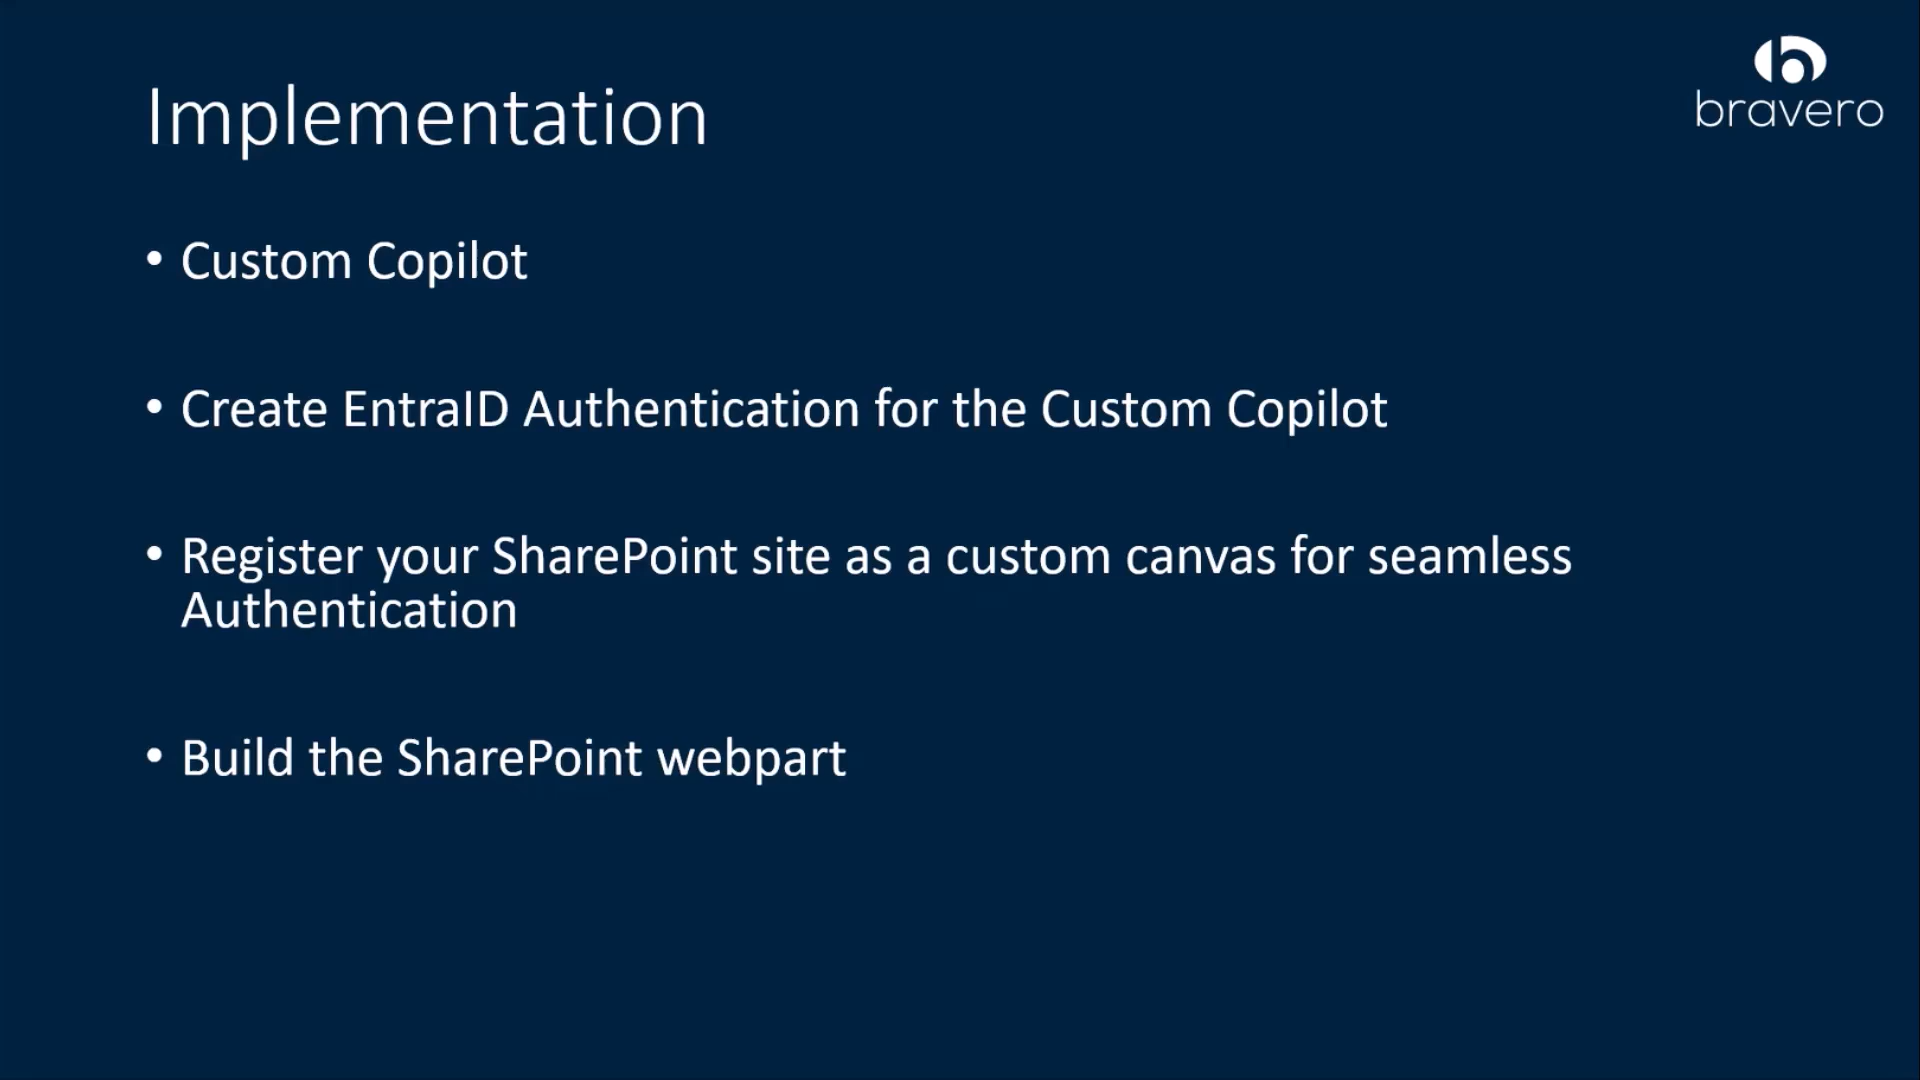 Implementation
bravero
• Custom Copilot
• Create EntraID Authentication for the Custom Copilot
• Register your SharePoint site as a custom canvas for seamless
Authentication
• Build the SharePoint webpart